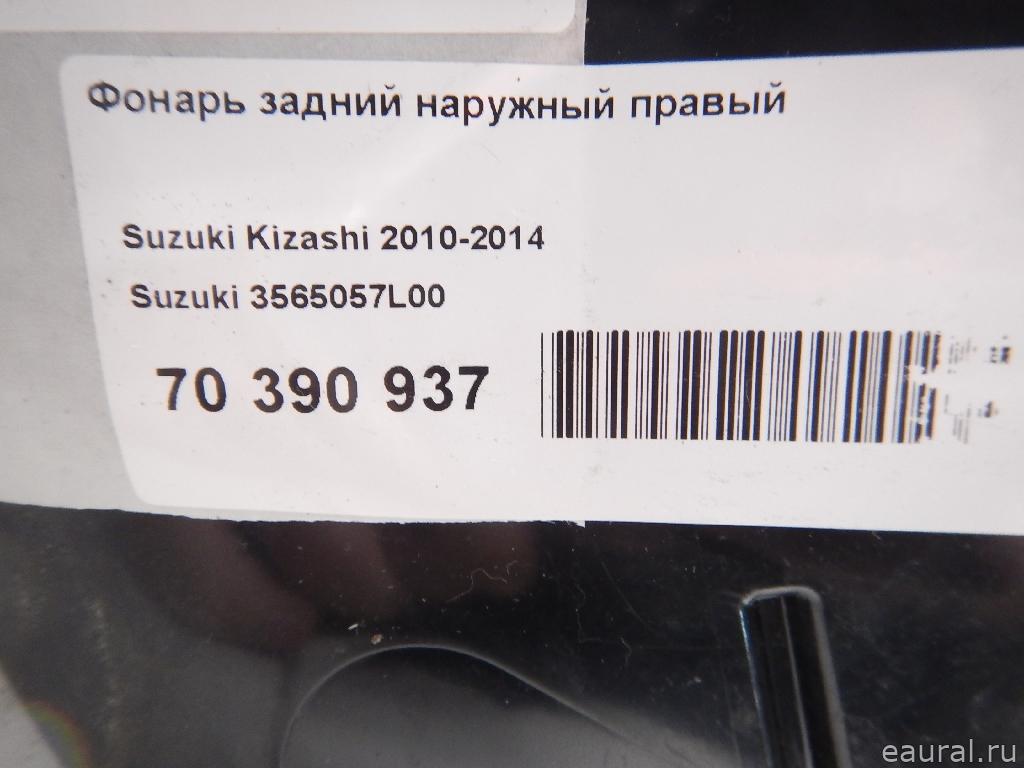 Фонарь задний наружный правый
Suzuki Kizashi 2010-2014
Suzuki 3565057L00
70 390 937
eaural.ru